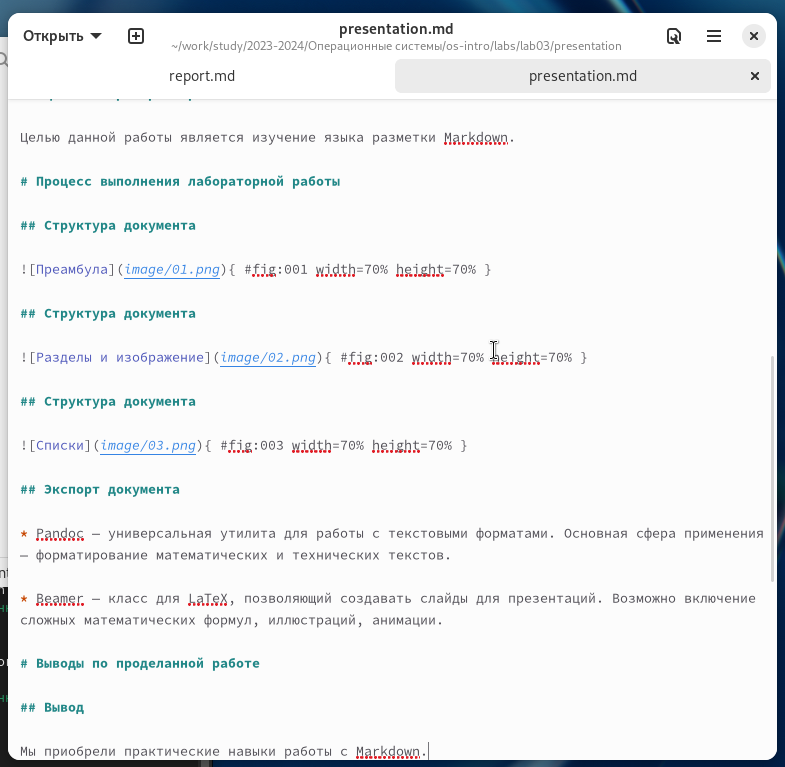 Открыть
presentation.md
~/work/study/2023-2024/Операционные системы/os-intro/labs/lab03/presentation
report.md
presentation.md
Целью данной работы является изучение языка разметки Markdown.
# Процесс выполнения лабораторной работы
## Структура документа
![Преамбула](image/01.png){ #fig:001 width=70% height=70% }
## Структура документа
![Разделы и изображение](image/02.png){ #fig:002 width=70% height=70% }
## Структура документа
![Списки](image/03.png){ #fig:003 width=70% height=70% }
## Экспорт документа
* Pandoc — универсальная утилита для работы с текстовыми форматами. Основная сфера применения
— форматирование математических и технических текстов.
* Beamer — класс для LaTeX, позволяющий создавать слайды для презентаций. Возможно включение
сложных математических формул, иллюстраций, анимации.
# Выводы по проделанной работе
## Вывод
Мы приобрели практические навыки работы с Markdown.